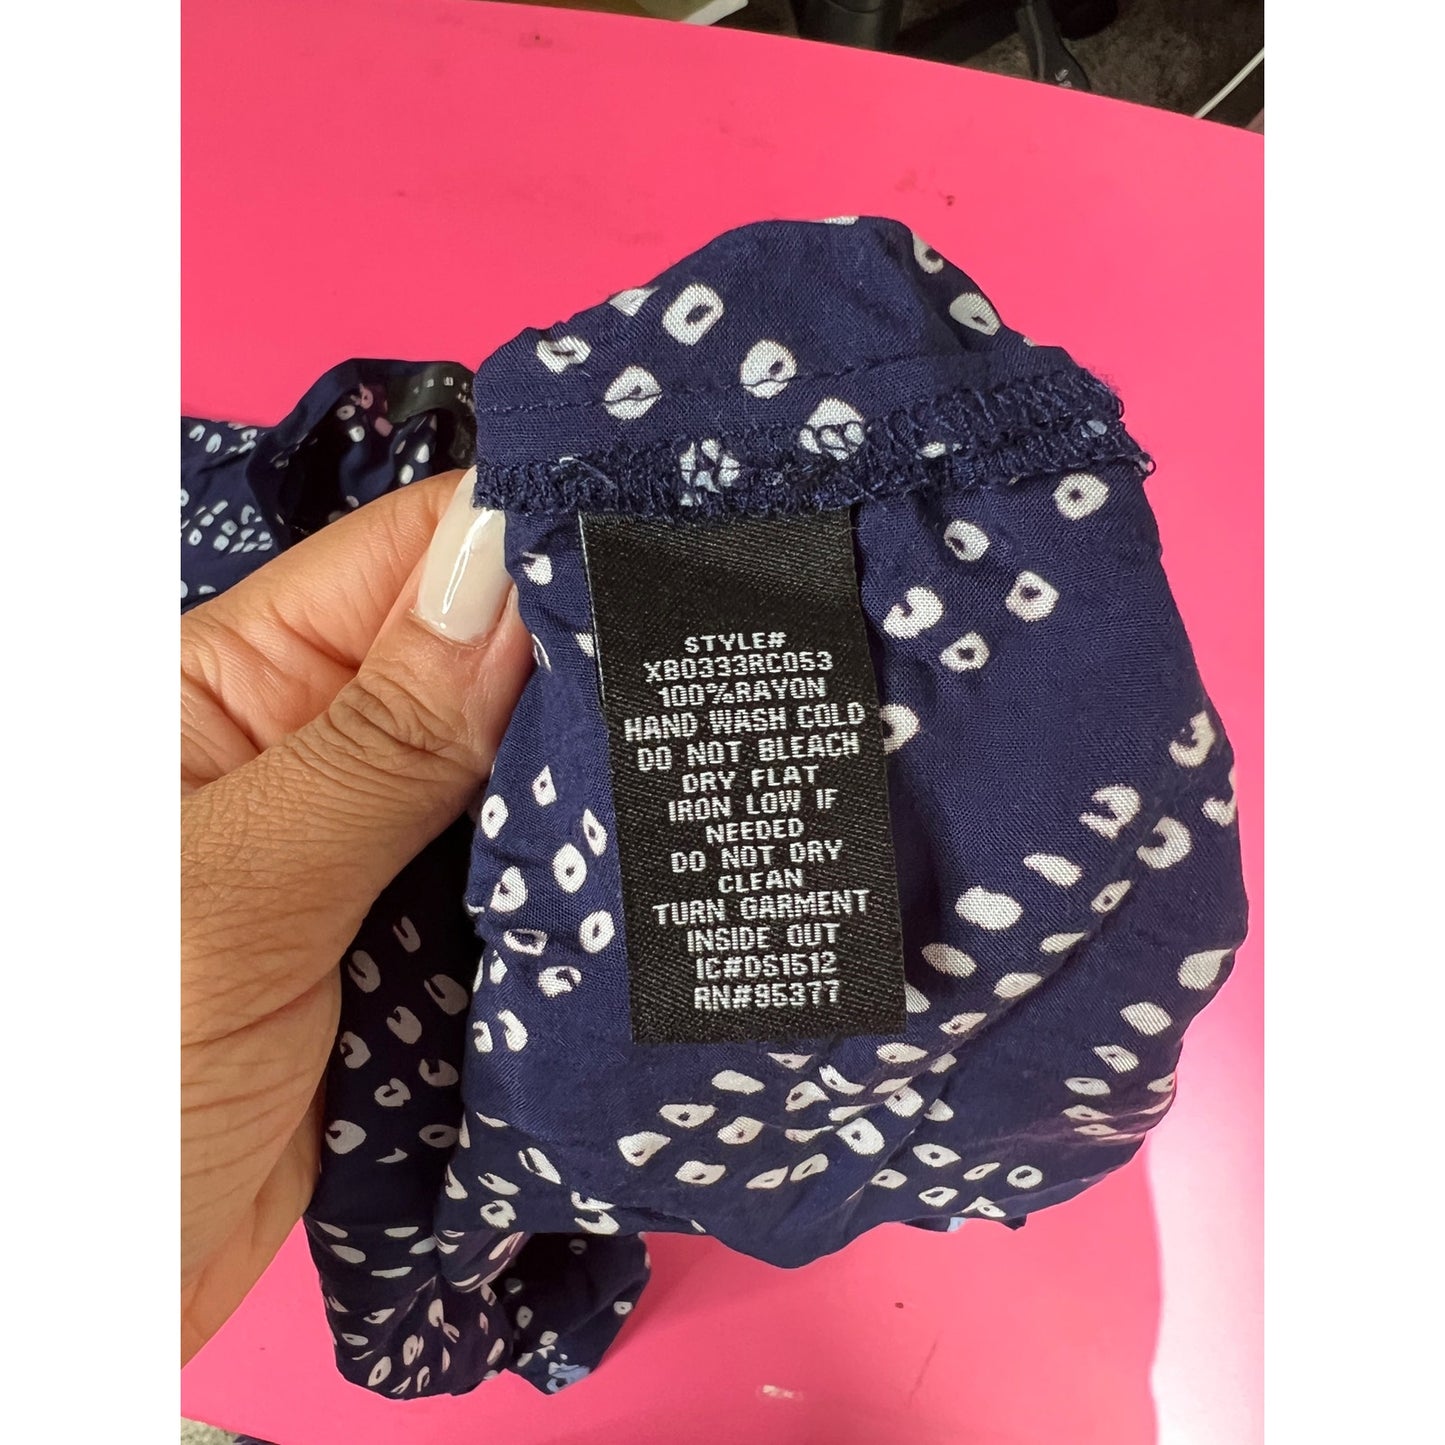 STYLE#
XB0333RC053
100%RAYON
HAND WASH COLD
DO NOT BLEACH
DRY FLAT
IRON LOW IF
NEEDED
DO NOT DRY
CLEAN
TURN GARMENT
INSIDE OUT
IC#DS1512
RN#95377